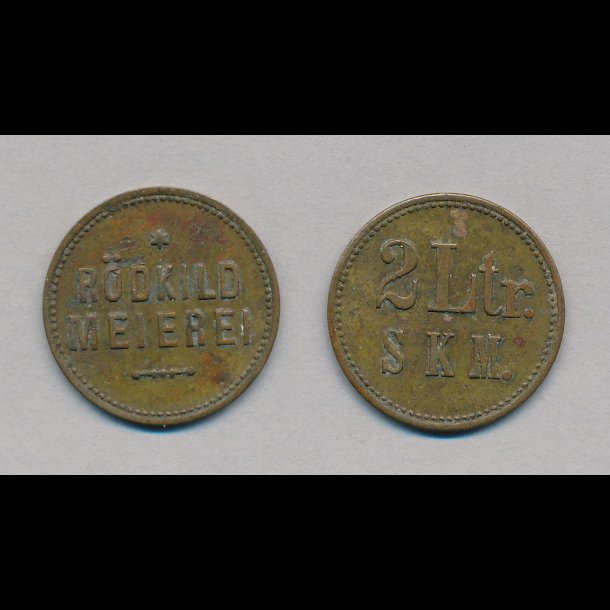 RÖDKILD
MEIEREI
2 Ltr.
S K M.